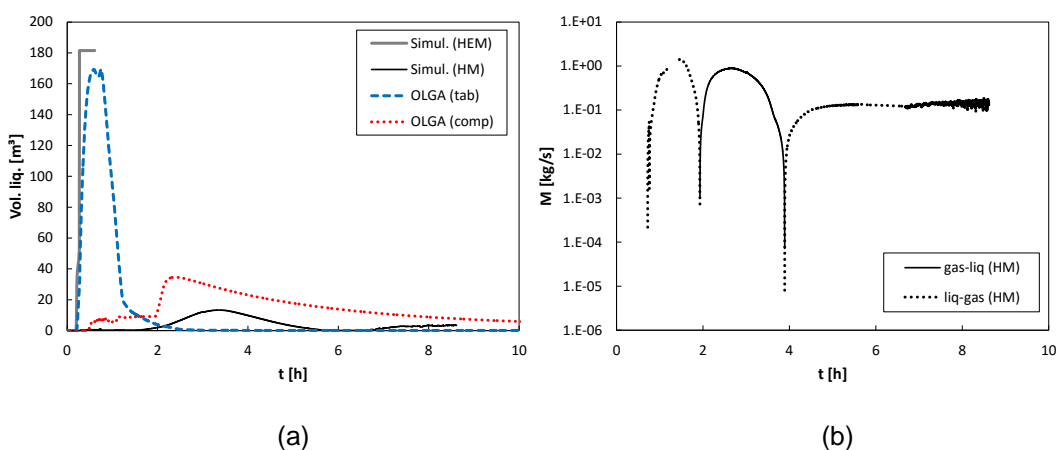 200
180
160
140
120
100
80
60
40
20
0
Vol. liq. [m³]
Simul. (HEM)
Simul. (HM)
OLGA (tab)
OLGA (comp)
0 2 4 6 8 10
t [h]
(a)
1.E+01
1.E+00
1.E-01
1.E-02
1.E-03
1.E-04
1.E-05
1.E-06
M [kg/s]
gas-liq (HM)
liq-gas (HM)
0 2 4 6 8 10
t [h]
(b)